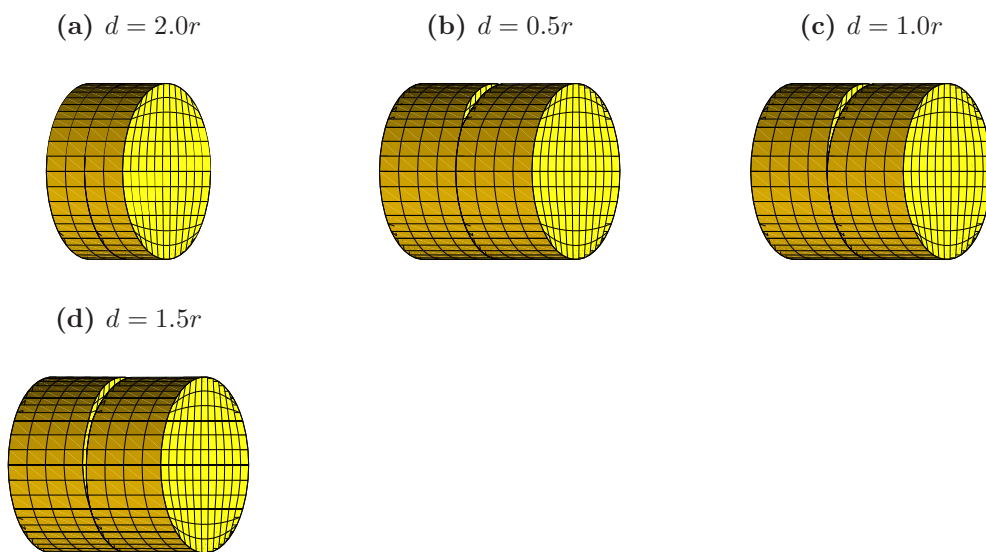 (a) d = 2.0r
(b) d = 0.5r
(c) d = 1.0r
(d) d = 1.5r